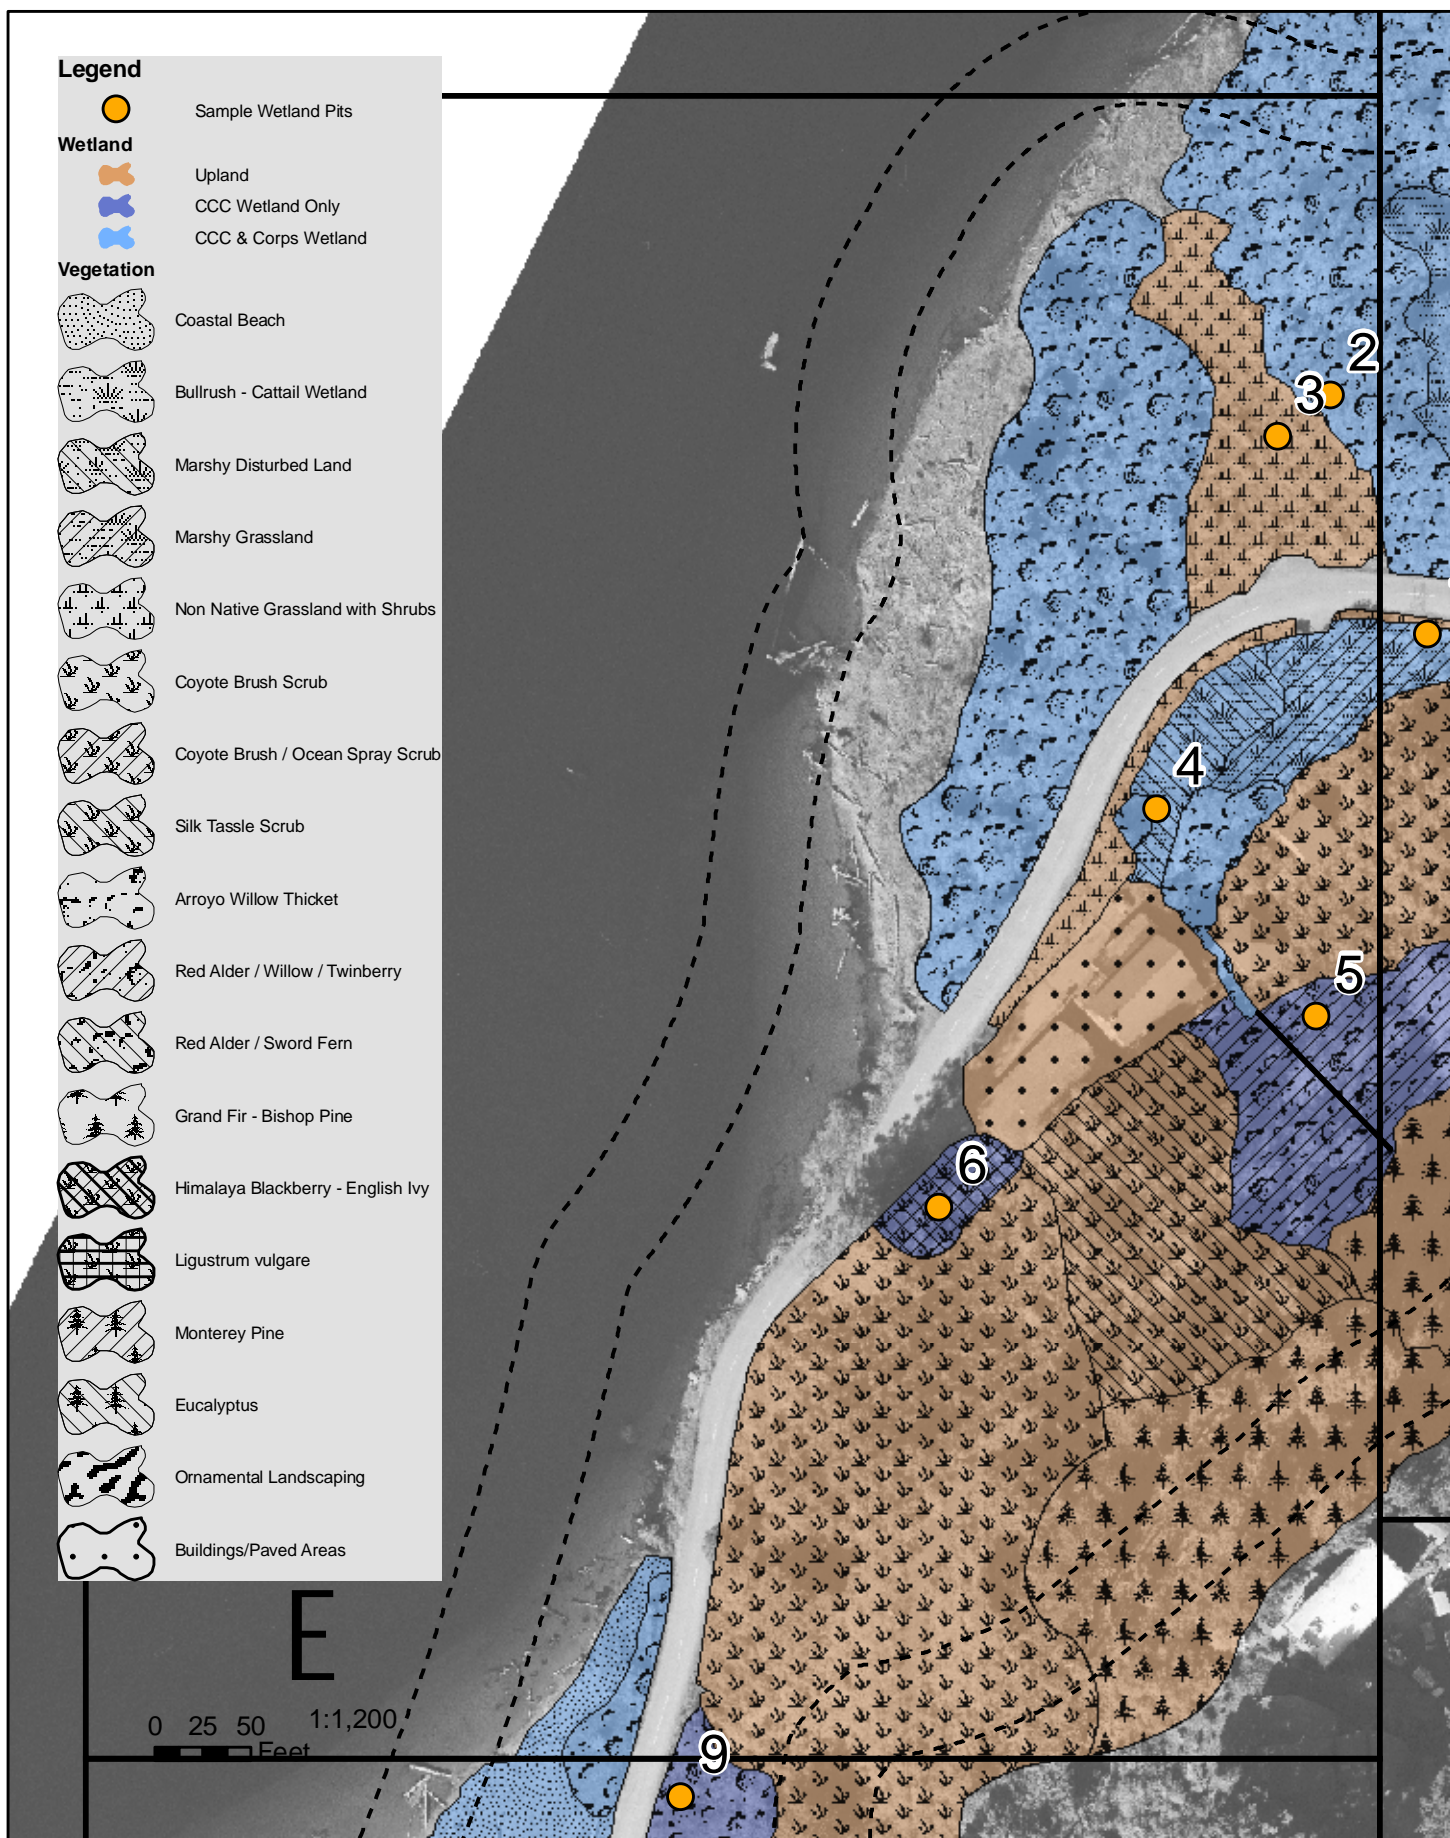 Legend
Sample Wetland Pits
Wetland
Upland
CCC Wetland Only
CCC & Corps Wetland
Vegetation
Coastal Beach
Bullrush - Cattail Wetland
Marshy Disturbed Land
Marshy Grassland
Non Native Grassland with Shrubs
Coyote Brush Scrub
Coyote Brush / Ocean Spray Scrub
Silk Tassle Scrub
Arroyo Willow Thicket
Red Alder / Willow / Twinberry
Red Alder / Sword Fern
Grand Fir - Bishop Pine
Himalaya Blackberry - English Ivy
Ligustrum vulgare
Monterey Pine
Eucalyptus
Ornamental Landscaping
Buildings/Paved Areas
2
3
4
5
6
9
E
1:1,200
0 25 50
Feet